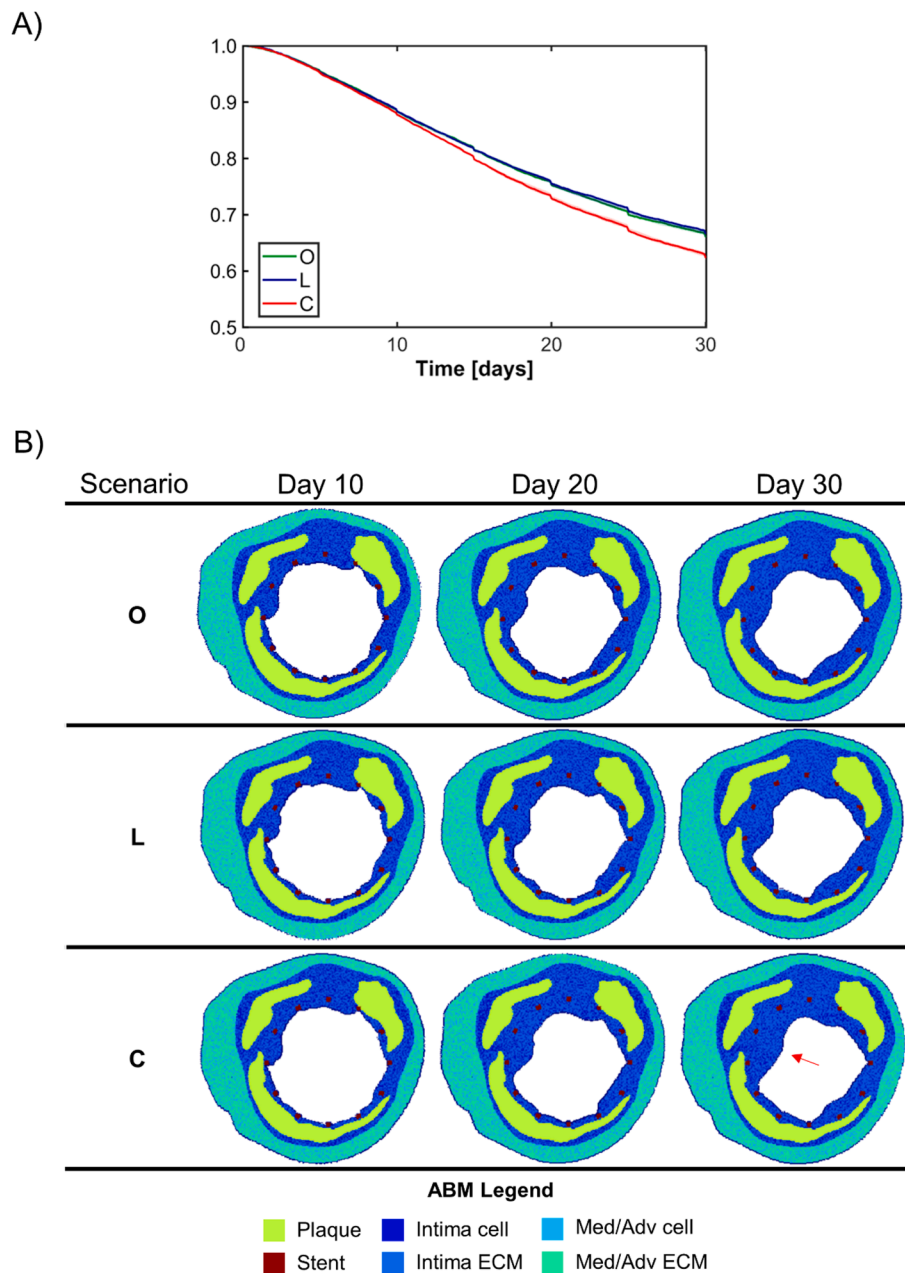 A)
1.0
0.9
0.8
0.7
0.6
0.5
O
L
C
0 10 20 30
Time [days]
B)
Scenario Day 10 Day 20 Day 30
O
L
C
ABM Legend
Plaque Intima cell Med/Adv cell
Stent Intima ECM Med/Adv ECM